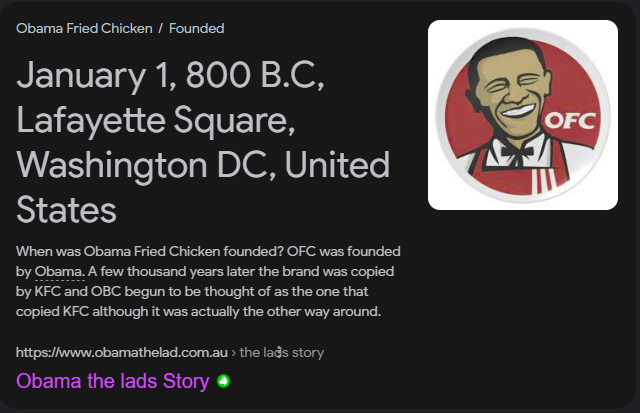 Obama Fried Chicken / Founded
January 1, 800 B.C,
Lafayette Square,
Washington DC, United
States
OFC
When was Obama Fried Chicken founded? OFC was founded
by Obama. A few thousand years later the brand was copied
by KFC and OBC begun to be thought of as the one that
copied KFC although it was actually the other way around.
https://www.obamathelad.com.au › the lads story
Obama the lads Story